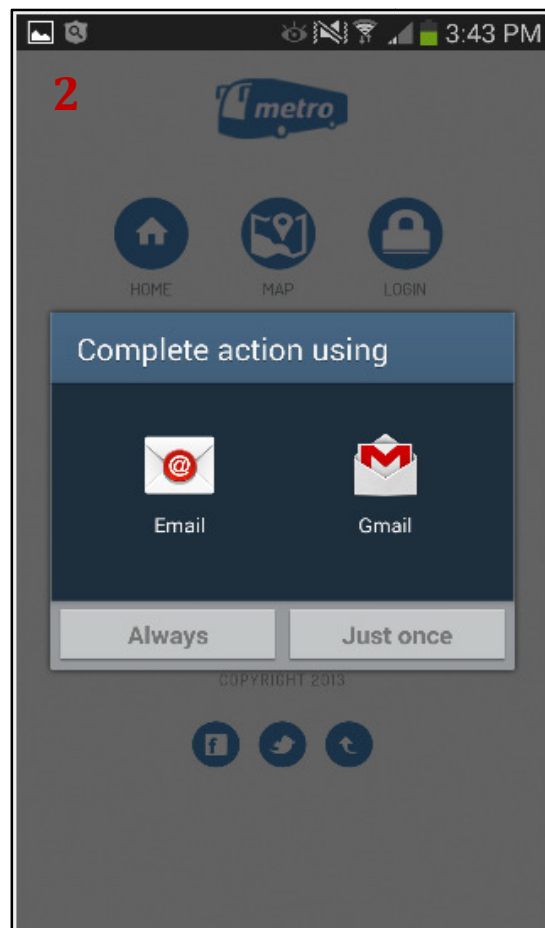 3:43 PM
2
metro
HOME MAP LOGIN
Complete action using
@
Email Gmail
Always Just once
COPYRIGHT 2013
f